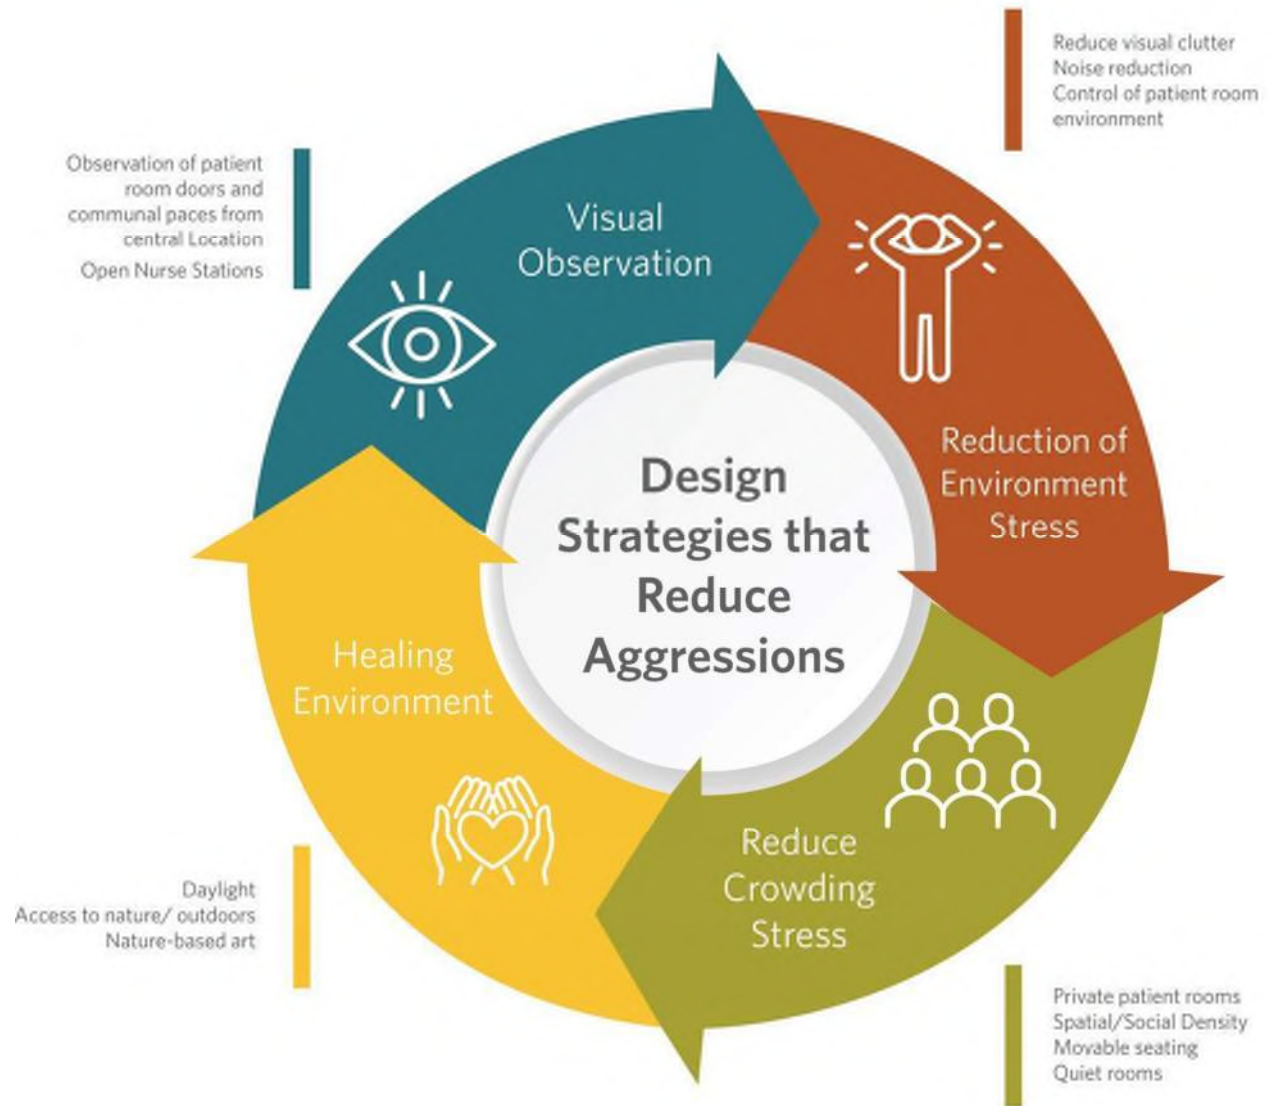 Reduce visual clutter
Noise reduction
Control of patient room
environment
Observation of patient
room doors and
communal paces from
central Location
Open Nurse Stations
Visual
Observation
Reduction of
Environment
Stress
Design
Strategies that
Reduce
Aggressions
Healing
Environment
Reduce
Crowding
Stress
Daylight
Access to nature/ outdoors
Nature-based art
Private patient rooms
Spatial/Social Density
Movable seating
Quiet rooms